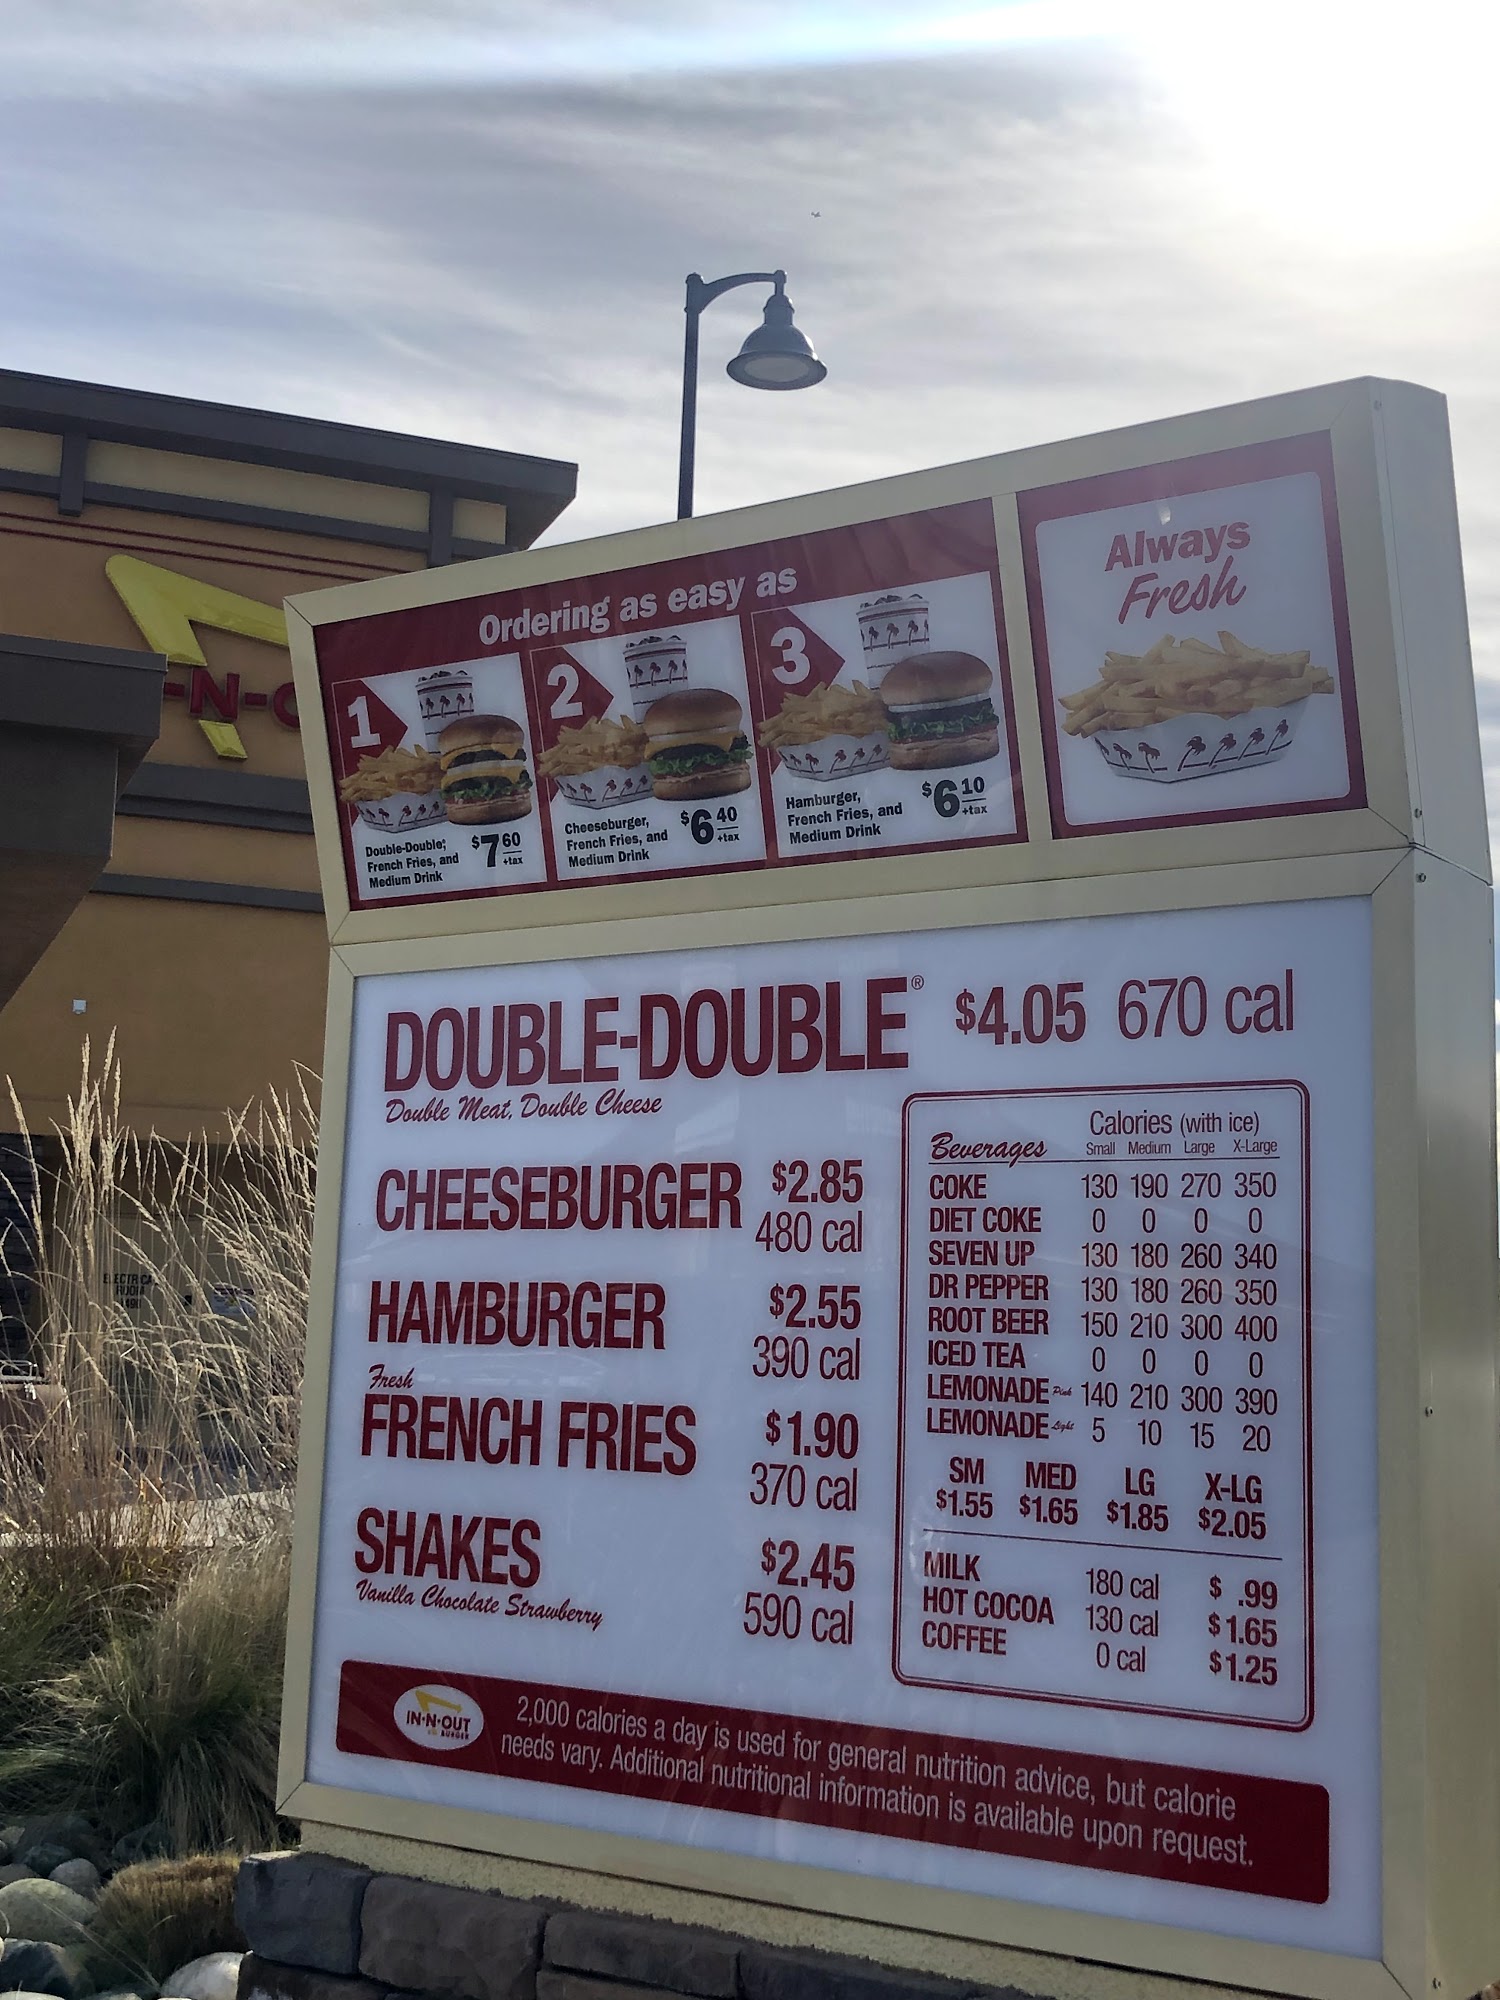 -N-O
Ordering as easy as
1
Double-Double,
French Fries, and
Medium Drink
$7 60
+tax
2
Cheeseburger,
French Fries, and
Medium Drink
$6 40
+tax
3
Hamburger,
French Fries, and
Medium Drink
$6 10
+tax
Always
Fresh
DOUBLE-DOUBLE® $4.05 670 cal
Double Meat, Double Cheese
CHEESEBURGER $2.85
480 cal
HAMBURGER $2.55
390 cal
Fresh
FRENCH FRIES $1.90
370 cal
SHAKES $2.45
Vanilla Chocolate Strawberry 590 cal
Calories (with ice)
Beverages Small Medium Large X-Large
COKE 130 190 270 350
DIET COKE 0 0 0 0
SEVEN UP 130 180 260 340
DR PEPPER 130 180 260 350
ROOT BEER 150 210 300 400
ICED TEA 0 0 0 0
LEMONADE Pink 140 210 300 390
LEMONADE Light 5 10 15 20
SM MED LG X-LG
$1.55 $1.65 $1.85 $2.05
MILK 180 cal $ .99
HOT COCOA 130 cal $1.65
COFFEE 0 cal $1.25
IN-N-OUT
BURGER
2,000 calories a day is used for general nutrition advice, but calorie
needs vary. Additional nutritional information is available upon request.
ELECTRICAL
ROOM